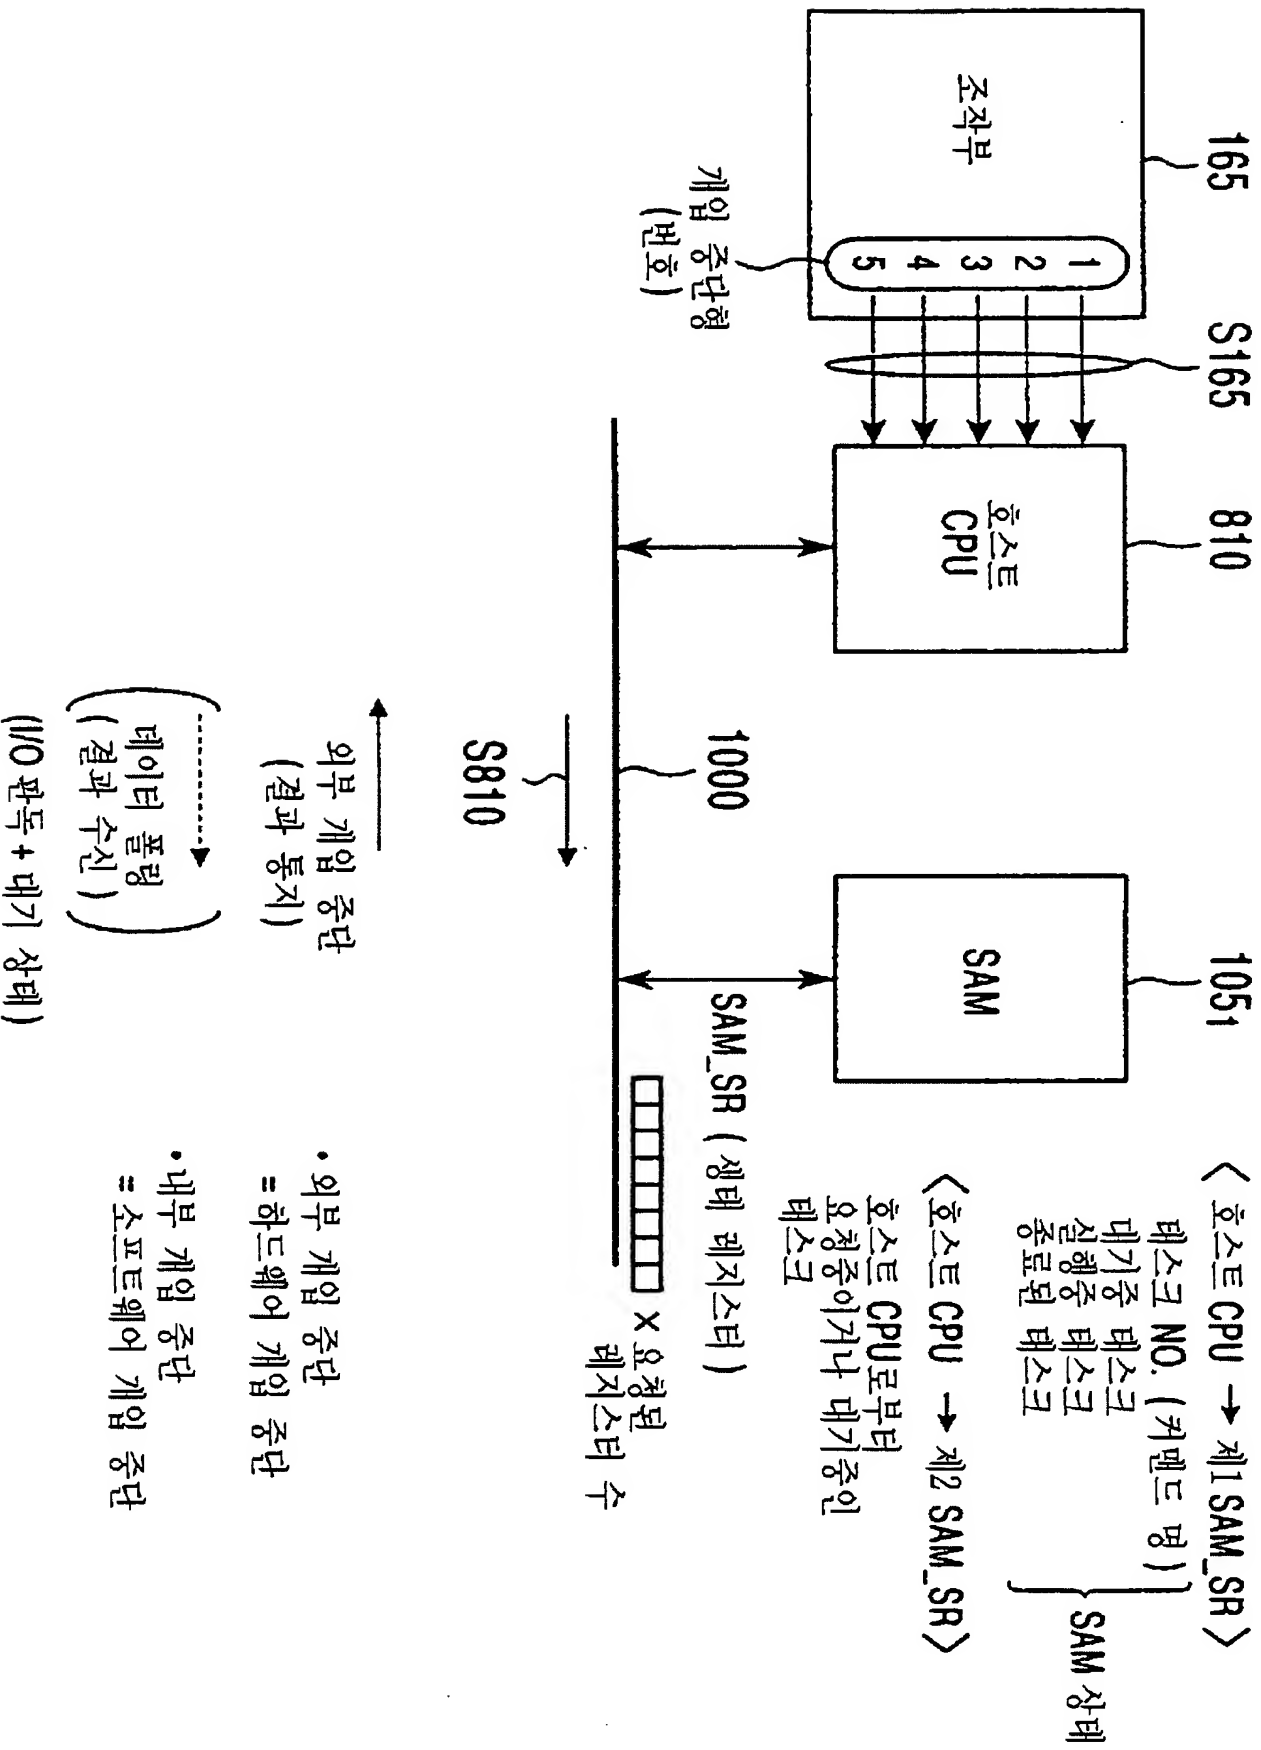 165
S165
810
105₁
조작부
1
2
3
4
5
게임 중단형
(번호)
호스트
CPU
SAM
<호스트 CPU → 제1 SAM_SR>
태스크 NO. (커맨드 명)
대기중 태스크
실행중 태스크
종료된 태스크
SAM 상태
<호스트 CPU → 제2 SAM_SR>
호스트 CPU로부터
요청중이거나 대기중인
태스크
SAM_SR (생태 레지스터)
1000
X 요청된
레지스터 수
S810
외부 개입 중단
(결과 통지)
데이터 폴링
(결과 수신)
(I/O 판독 + 대기 상태)
• 외부 개입 중단
= 하드웨어 개입 중단
• 내부 개입 중단
= 소프트웨어 개입 중단